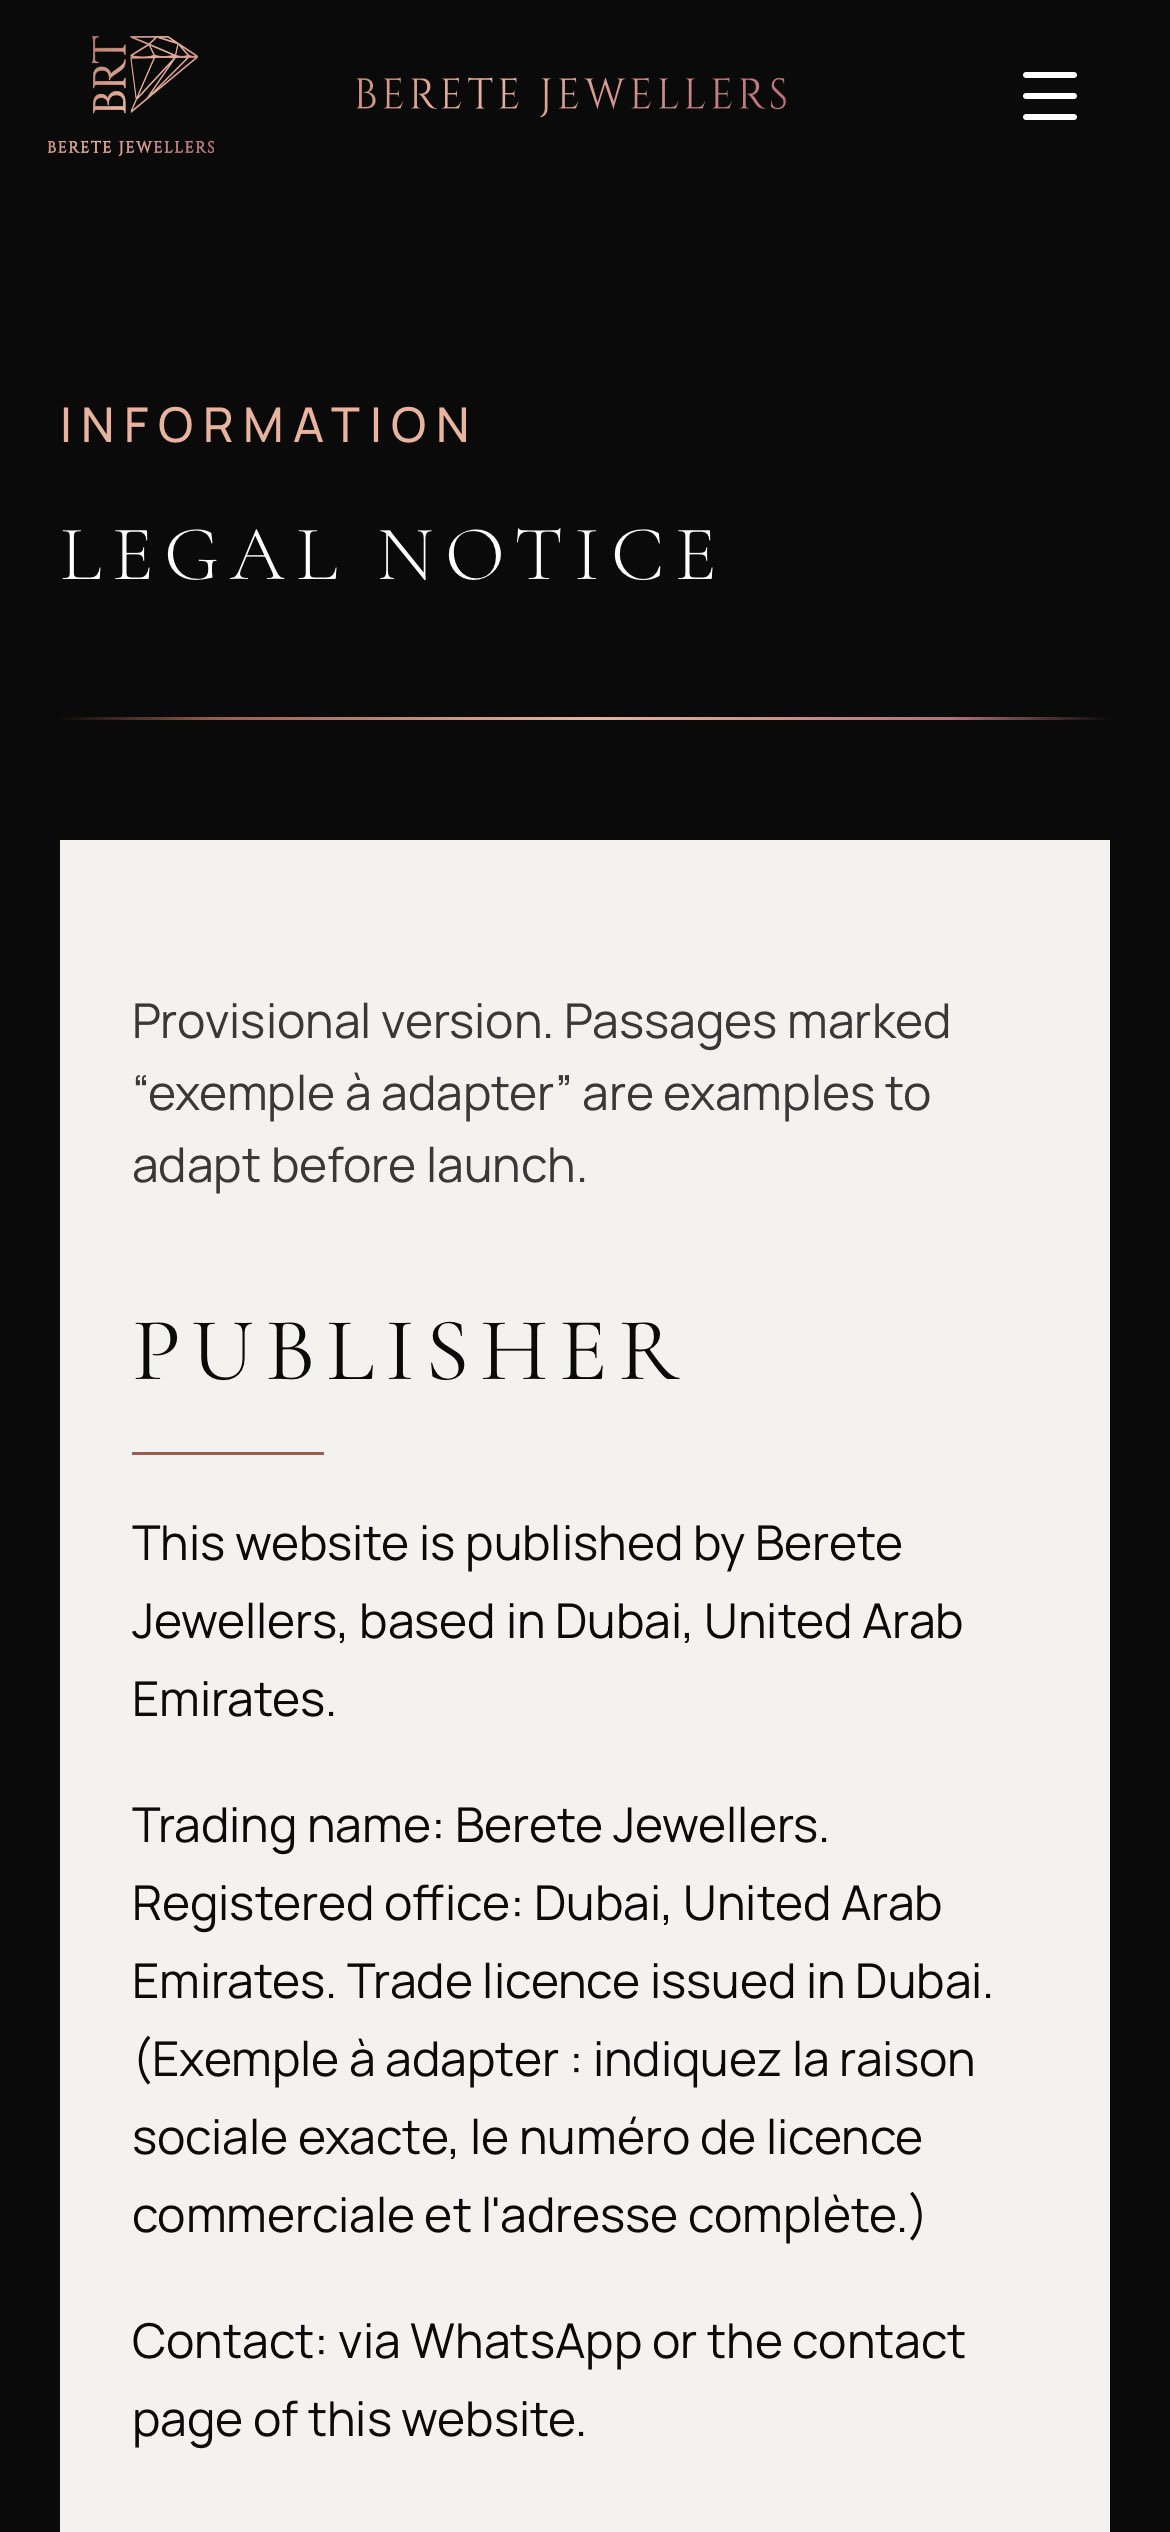 BRT
BERETE JEWELLERS
BERETE JEWELLERS
INFORMATION
LEGAL NOTICE
Provisional version. Passages marked
“exemple à adapter” are examples to
adapt before launch.
PUBLISHER
This website is published by Berete
Jewellers, based in Dubai, United Arab
Emirates.
Trading name: Berete Jewellers.
Registered office: Dubai, United Arab
Emirates. Trade licence issued in Dubai.
(Exemple à adapter : indiquez la raison
sociale exacte, le numéro de licence
commerciale et l'adresse complète.)
Contact: via WhatsApp or the contact
page of this website.